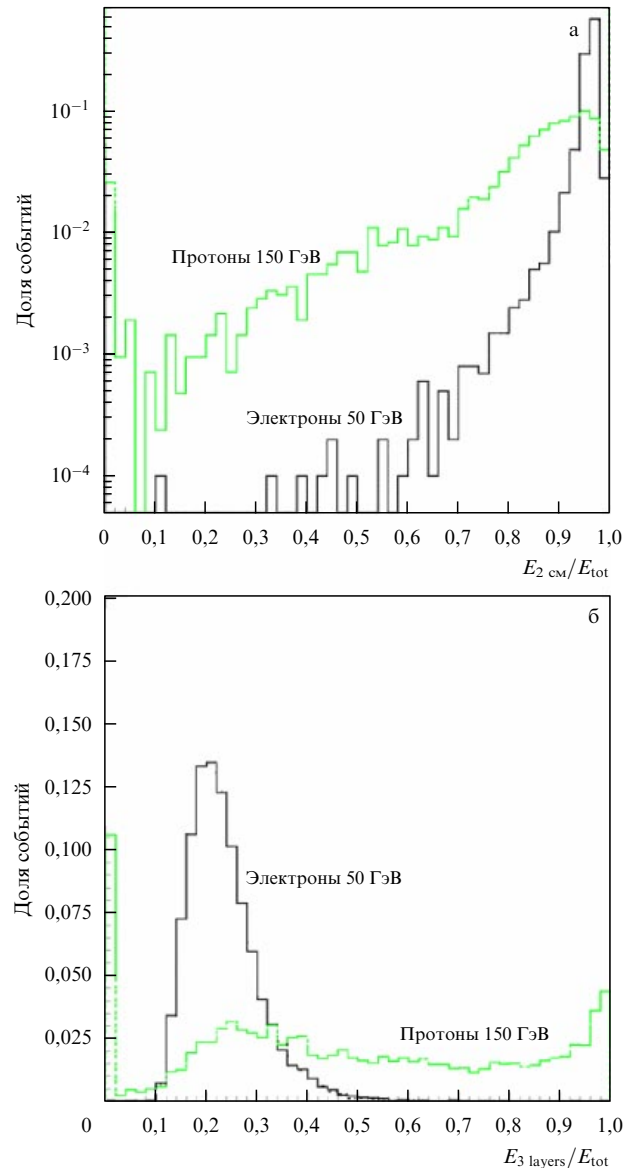 а
10⁻¹
10⁻²
10⁻³
10⁻⁴
Доля событий
Протоны 150 ГэВ
Электроны 50 ГэВ
0 0,1 0,2 0,3 0,4 0,5 0,6 0,7 0,8 0,9 1,0
E₂ см/Eₜₒₜ
б
0,200
0,175
0,150
0,125
0,100
0,075
0,050
0,025
Доля событий
Электроны 50 ГэВ
Протоны 150 ГэВ
0 0,1 0,2 0,3 0,4 0,5 0,6 0,7 0,8 0,9 1,0
E₃ layers/Eₜₒₜ